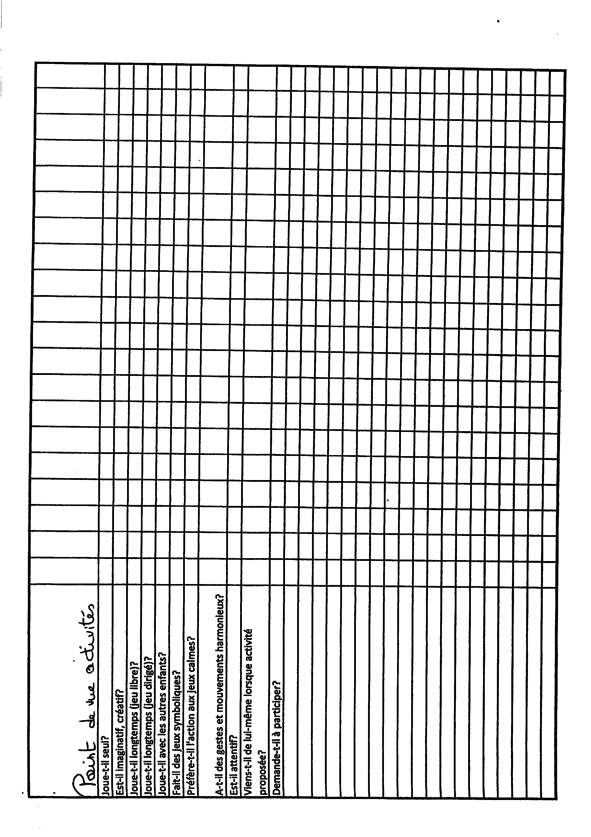 Point de vue activités
Joue-t-il seul?
Est-il imaginatif, créatif?
Joue-t-il longtemps (jeu libre)?
Joue-t-il longtemps (jeu dirigé)?
Joue-t-il avec les autres enfants?
Fait-il des jeux symboliques?
Préfère-t-il l'action aux jeux calmes?
A-t-il des gestes et mouvements harmonieux?
Est-il attentif?
Viens-t-il de lui-même lorsque activité
proposée?
Demande-t-il à participer?